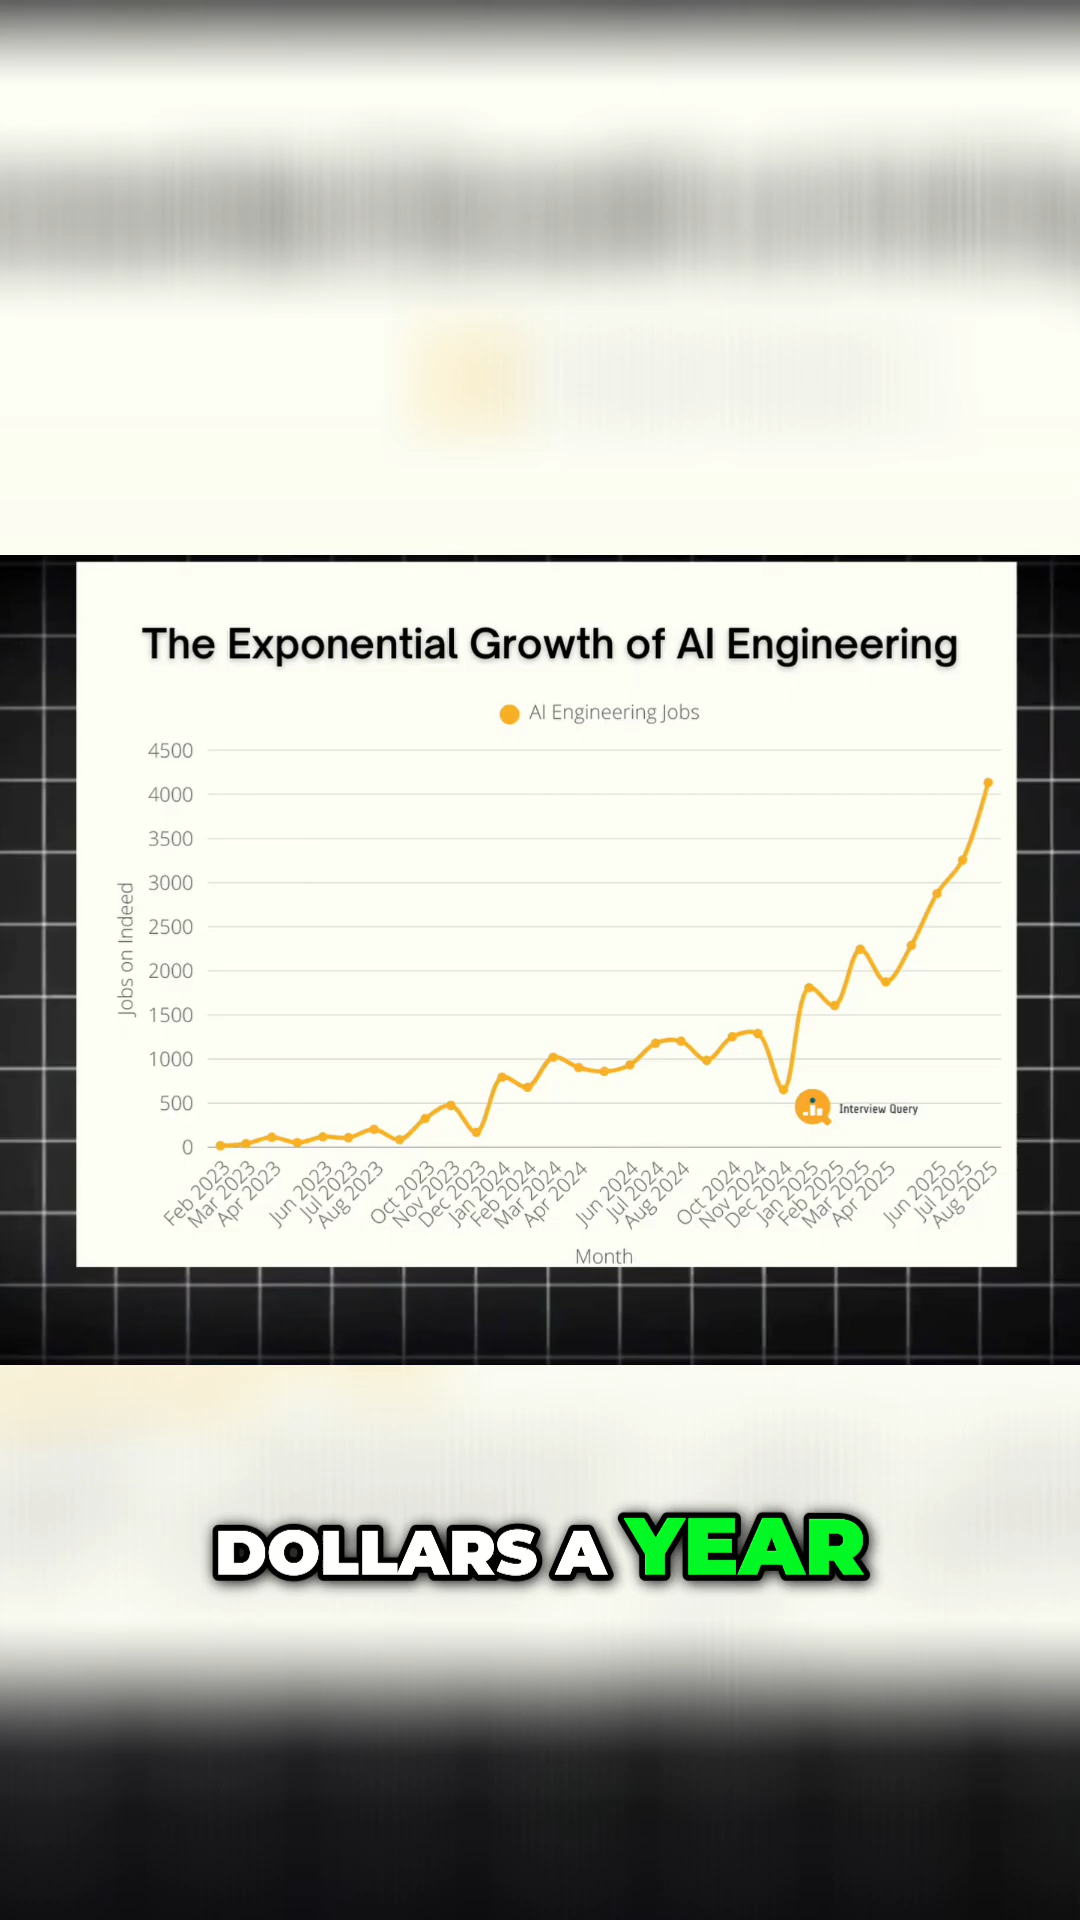 The Exponential Growth of AI Engineering
AI Engineering Jobs
4500
4000
3500
3000
2500
2000
1500
1000
500
0
Jobs on Indeed
Interview Query
Feb 2023
Mar 2023
Apr 2023
Jun 2023
Jul 2023
Aug 2023
Oct 2023
Nov 2023
Dec 2023
Jan 2024
Feb 2024
Mar 2024
Apr 2024
Jun 2024
Jul 2024
Aug 2024
Oct 2024
Nov 2024
Dec 2024
Jan 2025
Feb 2025
Mar 2025
Apr 2025
Jun 2025
Jul 2025
Aug 2025
Month
DOLLARS A YEAR